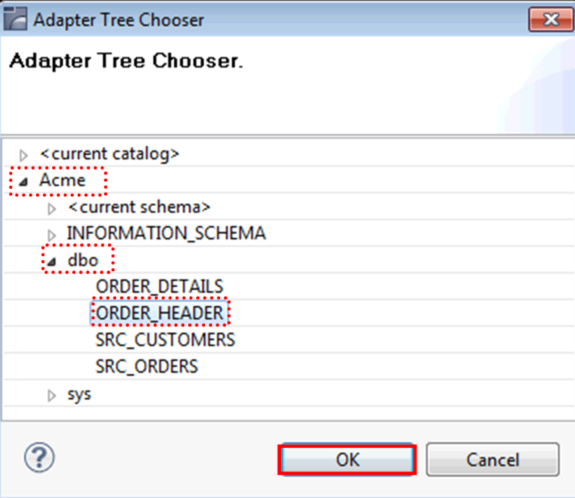 Adapter Tree Chooser
Adapter Tree Chooser.
<current catalog>
Acme
<current schema>
INFORMATION_SCHEMA
dbo
ORDER_DETAILS
ORDER_HEADER
SRC_CUSTOMERS
SRC_ORDERS
sys
?
OK
Cancel